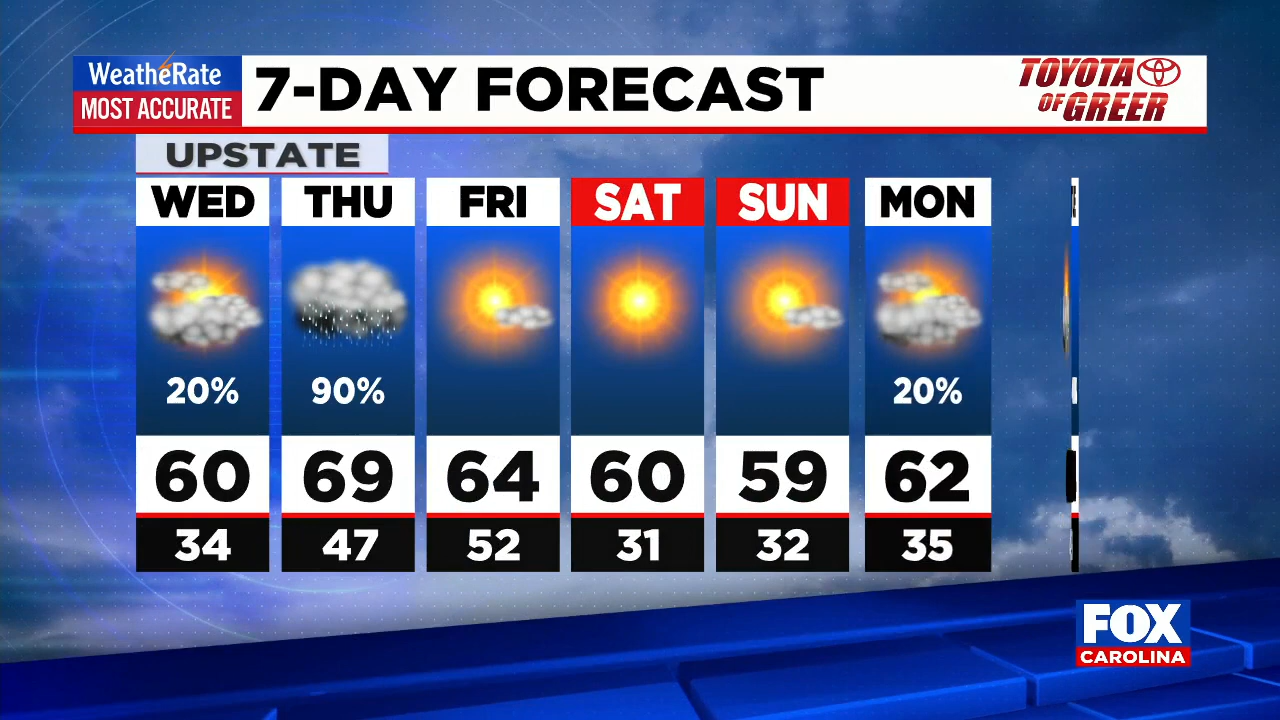 WeatheRate
MOST ACCURATE
7-DAY FORECAST
TOYOTA
OF GREER
UPSTATE
WED THU FRI SAT SUN MON
20% 90% 20%
60 69 64 60 59 62
34 47 52 31 32 35
FOX
CAROLINA